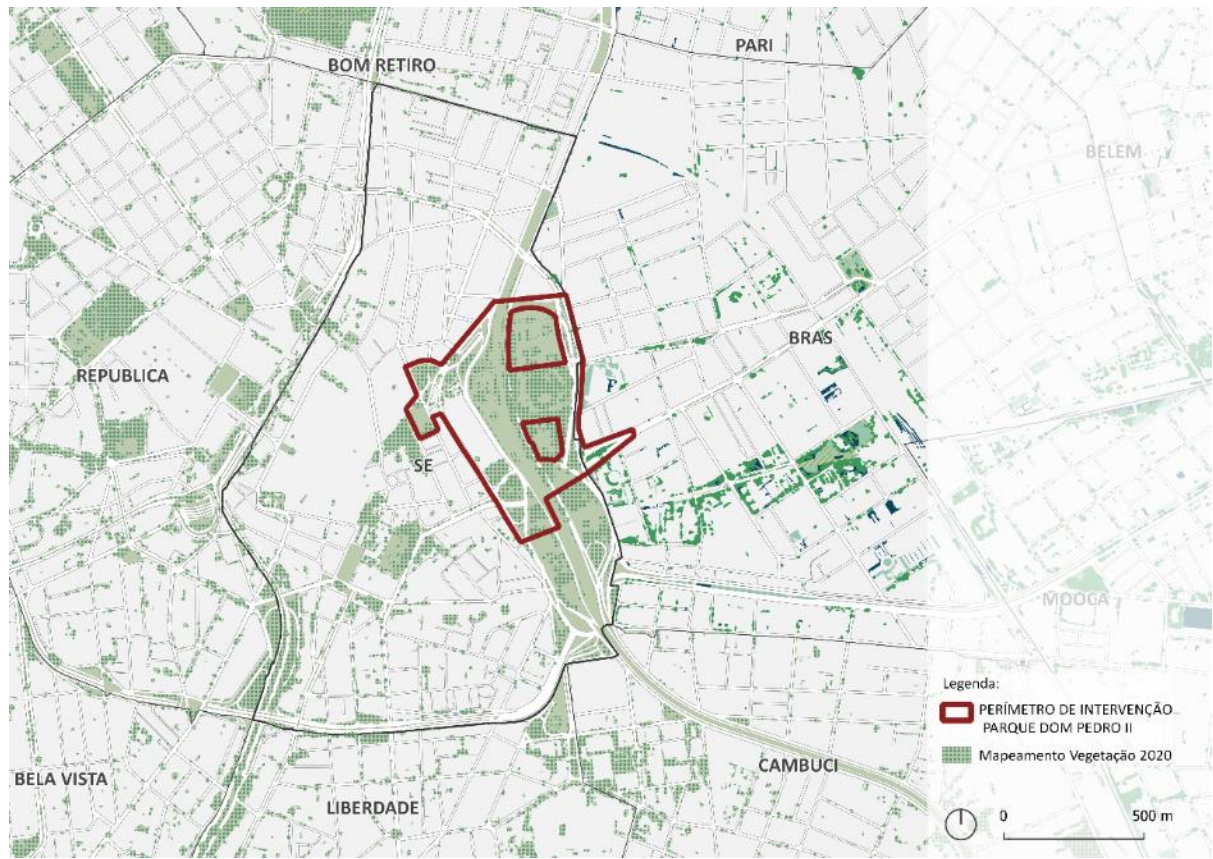 PARI
BOM RETIRO
BELEM
BRAS
REPUBLICA
F
SE
MOOCA
Legenda:
PERÍMETRO DE INTERVENÇÃO
PARQUE DOM PEDRO II
Mapeamento Vegetação 2020
CAMBUCI
BELA VISTA
LIBERDADE
0 500 m